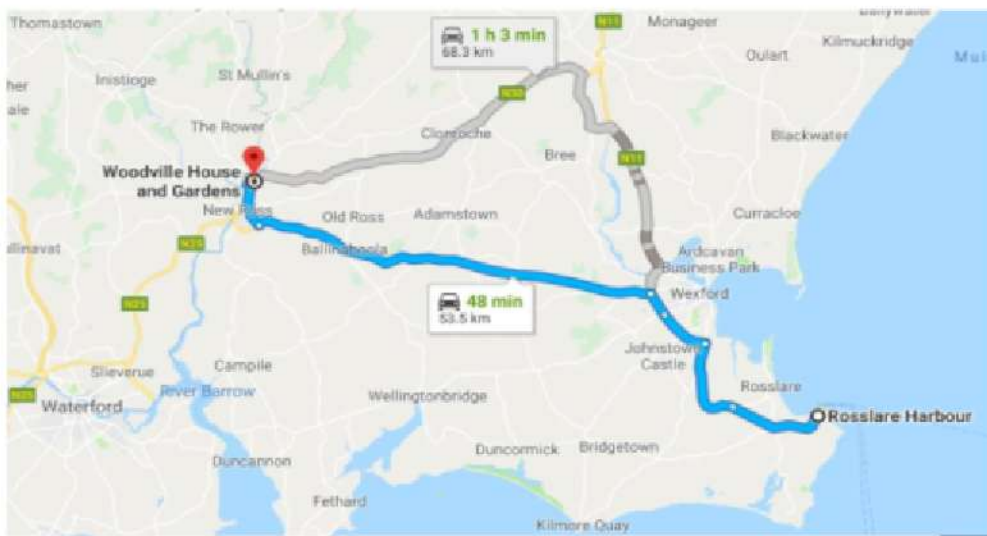 Thomastown
N11
Monageer
Kilmuckridge
1 h 3 min
68.3 km
Oulart
Inistioge
St Mullin's
N30
The Rower
Clonroche
Blackwater
Bree
N11
Woodville House
and Gardens
New Ross
Old Ross
Adamstown
Curracloe
N25
Ballinaboola
Ardcavan
Business Park
48 min
53.5 km
Wexford
N25
Johnstown
Castle
Slieverue
Campile
River Barrow
Wellingtonbridge
Rosslare
N25
Waterford
Rosslare Harbour
Duncormick
Bridgetown
Duncannon
Fethard
Kilmore Quay